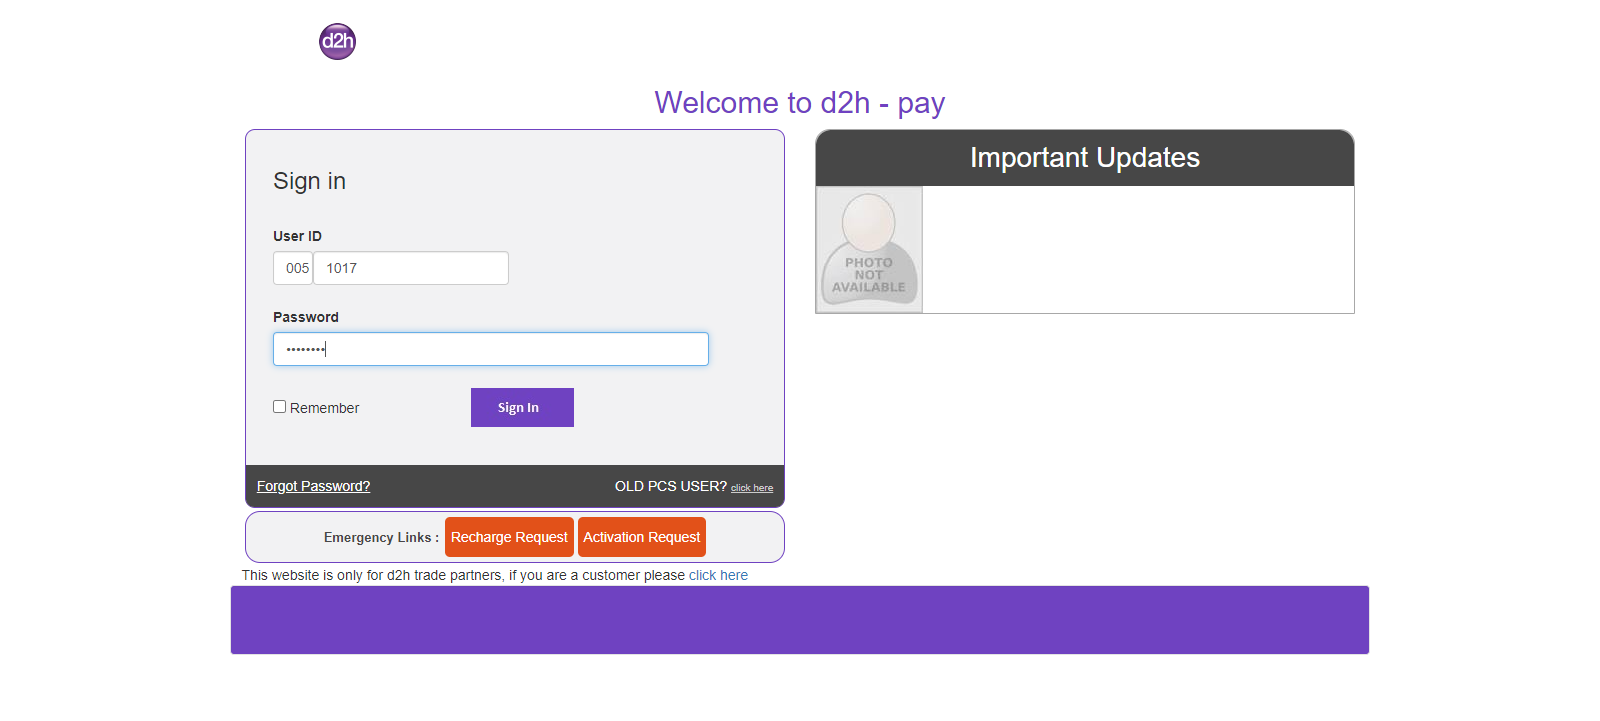 d2h
Welcome to d2h - pay
Sign in
User ID
005 1017
Password
••••••••
Remember
Sign In
Forgot Password?
OLD PCS USER? click here
Emergency Links :
Recharge Request
Activation Request
This website is only for d2h trade partners, if you are a customer please click here
Important Updates
PHOTO
NOT
AVAILABLE